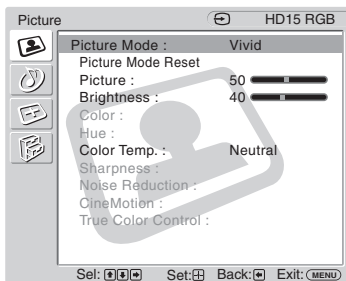 Picture HD15 RGB
Picture Mode : Vivid
Picture Mode Reset
Picture : 50
Brightness : 40
Color :
Hue :
Color Temp. : Neutral
Sharpness :
Noise Reduction :
CineMotion :
True Color Control :
Sel: Set: Back: Exit: MENU